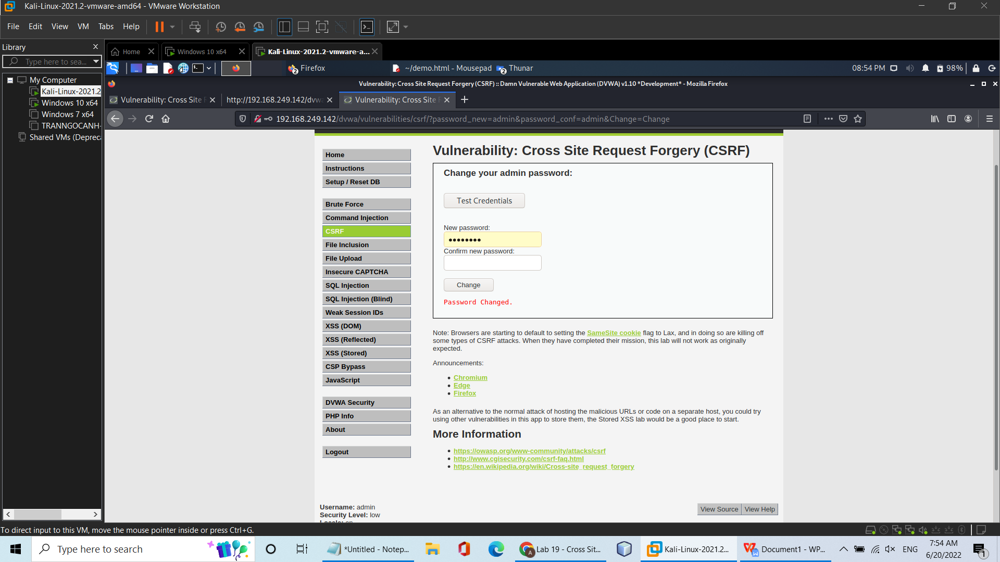 Kali-Linux-2021.2-vmware-amd64 - VMware Workstation
File Edit View VM Tabs Help
Library
Type here to sea...
Home
Windows 10 x64
Kali-Linux-2021.2-vmware-a...
My Computer
Kali-Linux-2021.2
Windows 10 x64
Windows 7 x64
TRANNGOCANH-
Shared VMs (Depreca
Firefox
~/demo.html - Mousepad
Thunar
08:54 PM
98%
Vulnerability: Cross Site Request Forgery (CSRF) :: Damn Vulnerable Web Application (DVWA) v1.10 *Development* - Mozilla Firefox
Vulnerability: Cross Site
http://192.168.249.142/dvw
Vulnerability: Cross Site
192.168.249.142/dvwa/vulnerabilities/csrf/?password_new=admin&password_conf=admin&Change=Change
Home
Instructions
Setup / Reset DB
Brute Force
Command Injection
CSRF
File Inclusion
File Upload
Insecure CAPTCHA
SQL Injection
SQL Injection (Blind)
Weak Session IDs
XSS (DOM)
XSS (Reflected)
XSS (Stored)
CSP Bypass
JavaScript
DVWA Security
PHP Info
About
Logout
Vulnerability: Cross Site Request Forgery (CSRF)
Change your admin password:
Test Credentials
New password:
Confirm new password:
Change
Password Changed.
Note: Browsers are starting to default to setting the SameSite cookie flag to Lax, and in doing so are killing off
some types of CSRF attacks. When they have completed their mission, this lab will not work as originally
expected.
Announcements:
Chromium
Edge
Firefox
As an alternative to the normal attack of hosting the malicious URLs or code on a separate host, you could try
using other vulnerabilities in this app to store them, the Stored XSS lab would be a good place to start.
More Information
https://owasp.org/www-community/attacks/csrf
http://www.cgisecurity.com/csrf-faq.html
https://en.wikipedia.org/wiki/Cross-site_request_forgery
Username: admin
Security Level: low
Locale: en
View Source
View Help
To direct input to this VM, move the mouse pointer inside or press Ctrl+G.
Type here to search
*Untitled - Notep...
Lab 19 - Cross Sit...
Kali-Linux-2021.2...
Document1 - WP...
ENG
7:54 AM
6/20/2022
1